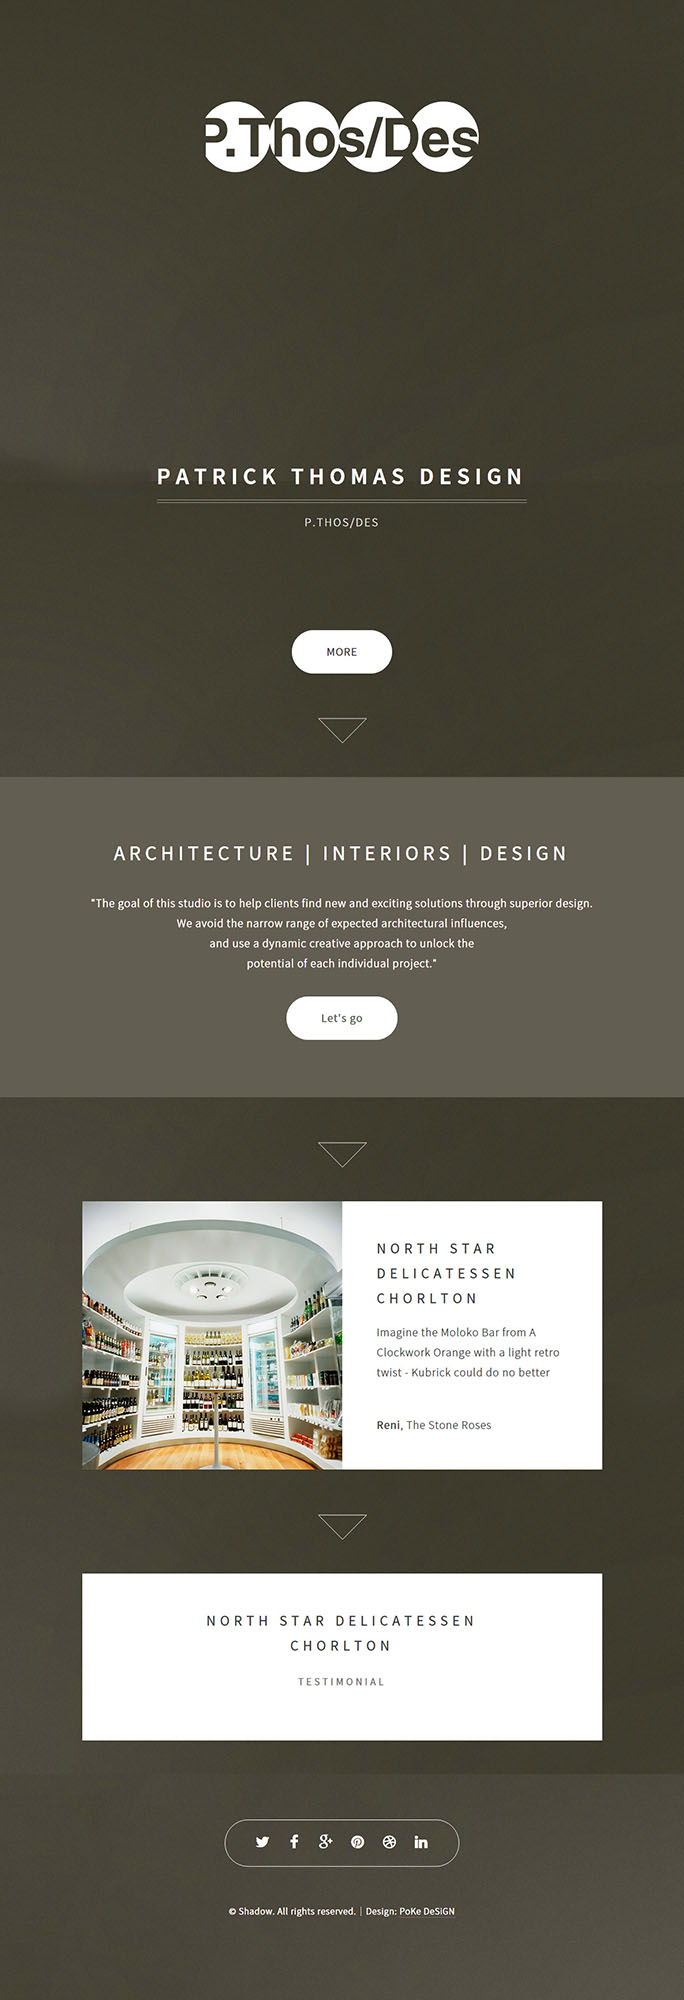 P.Thos/Des
PATRICK THOMAS DESIGN
P.THOS/DES
MORE
ARCHITECTURE | INTERIORS | DESIGN
"The goal of this studio is to help clients find new and exciting solutions through superior design.
We avoid the narrow range of expected architectural influences,
and use a dynamic creative approach to unlock the
potential of each individual project."
Let's go
NORTH STAR
DELICATESSEN
CHORLTON
Imagine the Moloko Bar from A
Clockwork Orange with a light retro
twist - Kubrick could do no better
Reni, The Stone Roses
NORTH STAR DELICATESSEN
CHORLTON
TESTIMONIAL
© Shadow. All rights reserved. | Design: PoKe DeSiGN